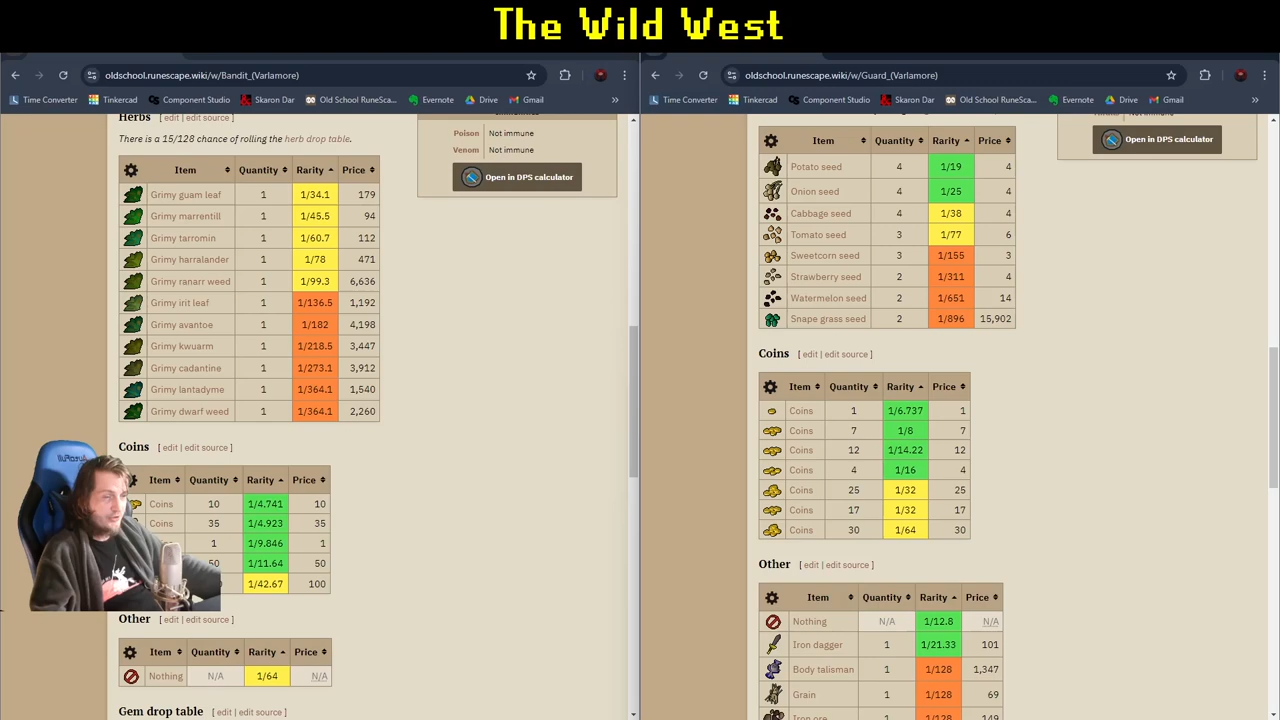 The Wild West
oldschool.runescape.wiki/w/Bandit_(Varlamore)
Time Converter Tinkercad Component Studio Skaron Dar Old School RuneSca... Evernote Drive Gmail »
Herbs [ edit | edit source ]
There is a 15/128 chance of rolling the herb drop table.
Item Quantity Rarity Price
Grimy guam leaf 1 1/34.1 179
Grimy marrentill 1 1/45.5 94
Grimy tarromin 1 1/60.7 112
Grimy harralander 1 1/78 471
Grimy ranarr weed 1 1/99.3 6,636
Grimy irit leaf 1 1/136.5 1,192
Grimy avantoe 1 1/182 4,198
Grimy kwuarm 1 1/218.5 3,447
Grimy cadantine 1 1/273.1 3,912
Grimy lantadyme 1 1/364.1 1,540
Grimy dwarf weed 1 1/364.1 2,260
Poison Not immune
Venom Not immune
Open in DPS calculator
Coins [ edit | edit source ]
Item Quantity Rarity Price
Coins 10 1/4.741 10
Coins 35 1/4.923 35
1 1/9.846 1
50 1/11.64 50
1/42.67 100
Other [ edit | edit source ]
Item Quantity Rarity Price
Nothing N/A 1/64 N/A
Gem drop table [ edit | edit source ]
oldschool.runescape.wiki/w/Guard_(Varlamore)
Time Converter Tinkercad Component Studio Skaron Dar Old School RuneSca... Evernote Drive Gmail »
Item Quantity Rarity Price
Potato seed 4 1/19 4
Onion seed 4 1/25 4
Cabbage seed 4 1/38 4
Tomato seed 3 1/77 6
Sweetcorn seed 3 1/155 3
Strawberry seed 2 1/311 4
Watermelon seed 2 1/651 14
Snape grass seed 2 1/896 15,902
Open in DPS calculator
Coins [ edit | edit source ]
Item Quantity Rarity Price
Coins 1 1/6.737 1
Coins 7 1/8 7
Coins 12 1/14.22 12
Coins 4 1/16 4
Coins 25 1/32 25
Coins 17 1/32 17
Coins 30 1/64 30
Other [ edit | edit source ]
Item Quantity Rarity Price
Nothing N/A 1/12.8 N/A
Iron dagger 1 1/21.33 101
Body talisman 1 1/128 1,347
Grain 1 1/128 69
Iron ore 1 1/128 149